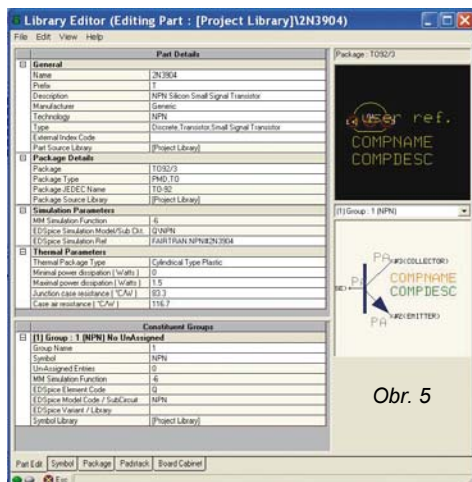 Library Editor (Editing Part : [Project Library]\2N3904)
File Edit View Help
Part Details
General
Name 2N3904
Prefix T
Description NPN Silicon Small Signal Transistor
Manufacturer Generic
Technology NPN
Type Discrete,Transistor,Small Signal Transistor
External Index Code
Part Source Library [Project Library]
Package Details
Package TO92/3
Package Type PMD,TO
Package JEDEC Name TO-92
Package Source Library [Project Library]
Simulation Parameters
MM Simulation Function -6
EDSpice Simulation Model/Sub Ckt. Q\NPN
EDSpice Simulation Ref FAIRTRAN.NPN#2N3904
Thermal Parameters
Thermal Package Type Cylindrical Type Plastic
Minimal power dissipation ( Watts ) 0
Maximal power dissipation ( Watts ) 1.5
Junction case resistance ( °C/W ) 83.3
Case air resistance ( °C/W ) 116.7
Constituent Groups
[1] Group : 1 (NPN) No UnAssigned
Group Name 1
Symbol NPN
UnAssigned Entries 0
MM Simulation Function -6
EDSpice Element Code Q
EDSpice Model Code / SubCircuit NPN
EDSpice Variant / Library
Symbol Library [Project Library]
Package : TO92/3
user ref.
COMPNAME
COMPDESC
(1) Group : 1 (NPN)
PA #3(COLLECTOR)
COMPNAME
COMPDESC
SE)
PA
PA #2(EMITTER)
Obr. 5
Part Edit Symbol Package Padstack Board Cabinet
Esc